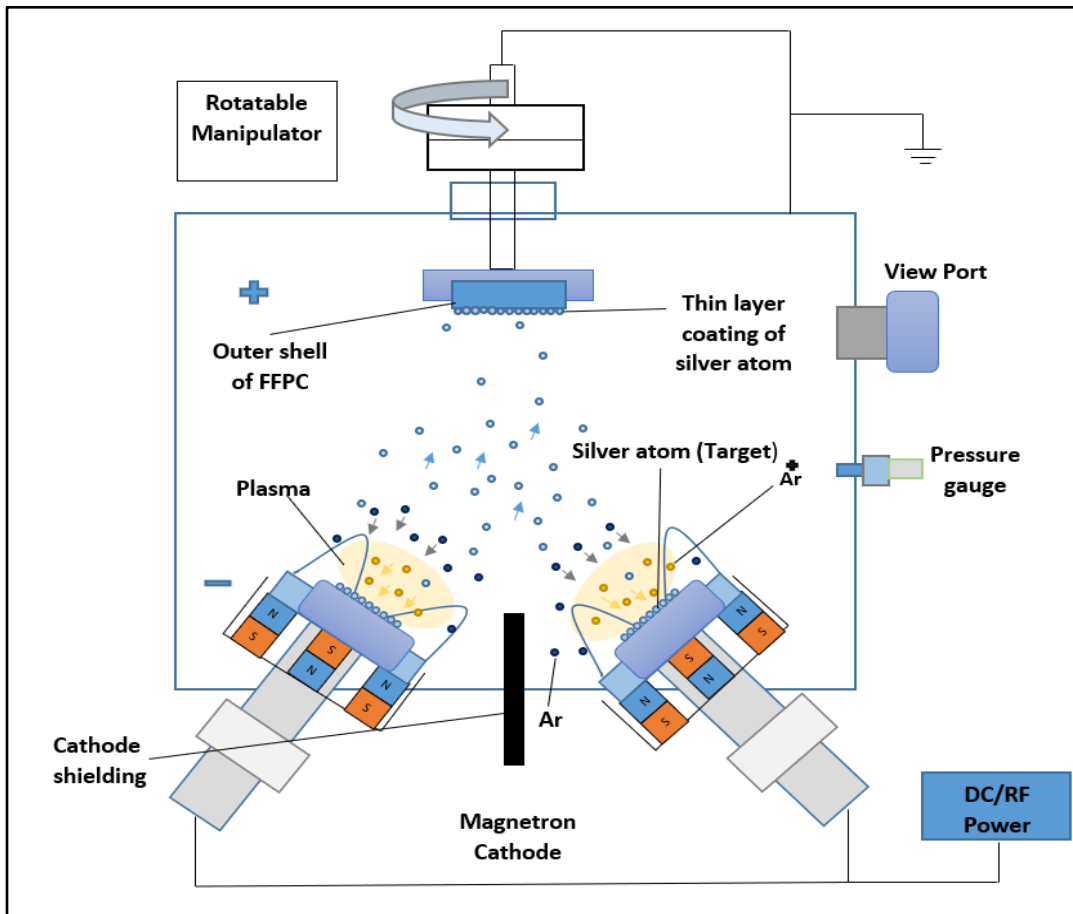 Rotatable
Manipulator
View Port
Outer shell
of FFPC
Thin layer
coating of
silver atom
Silver atom (Target)
Ar
Pressure
gauge
Plasma
N
S
S
N
N
S
S
N
N
S
N
S
Ar
Cathode
shielding
Magnetron
Cathode
DC/RF
Power